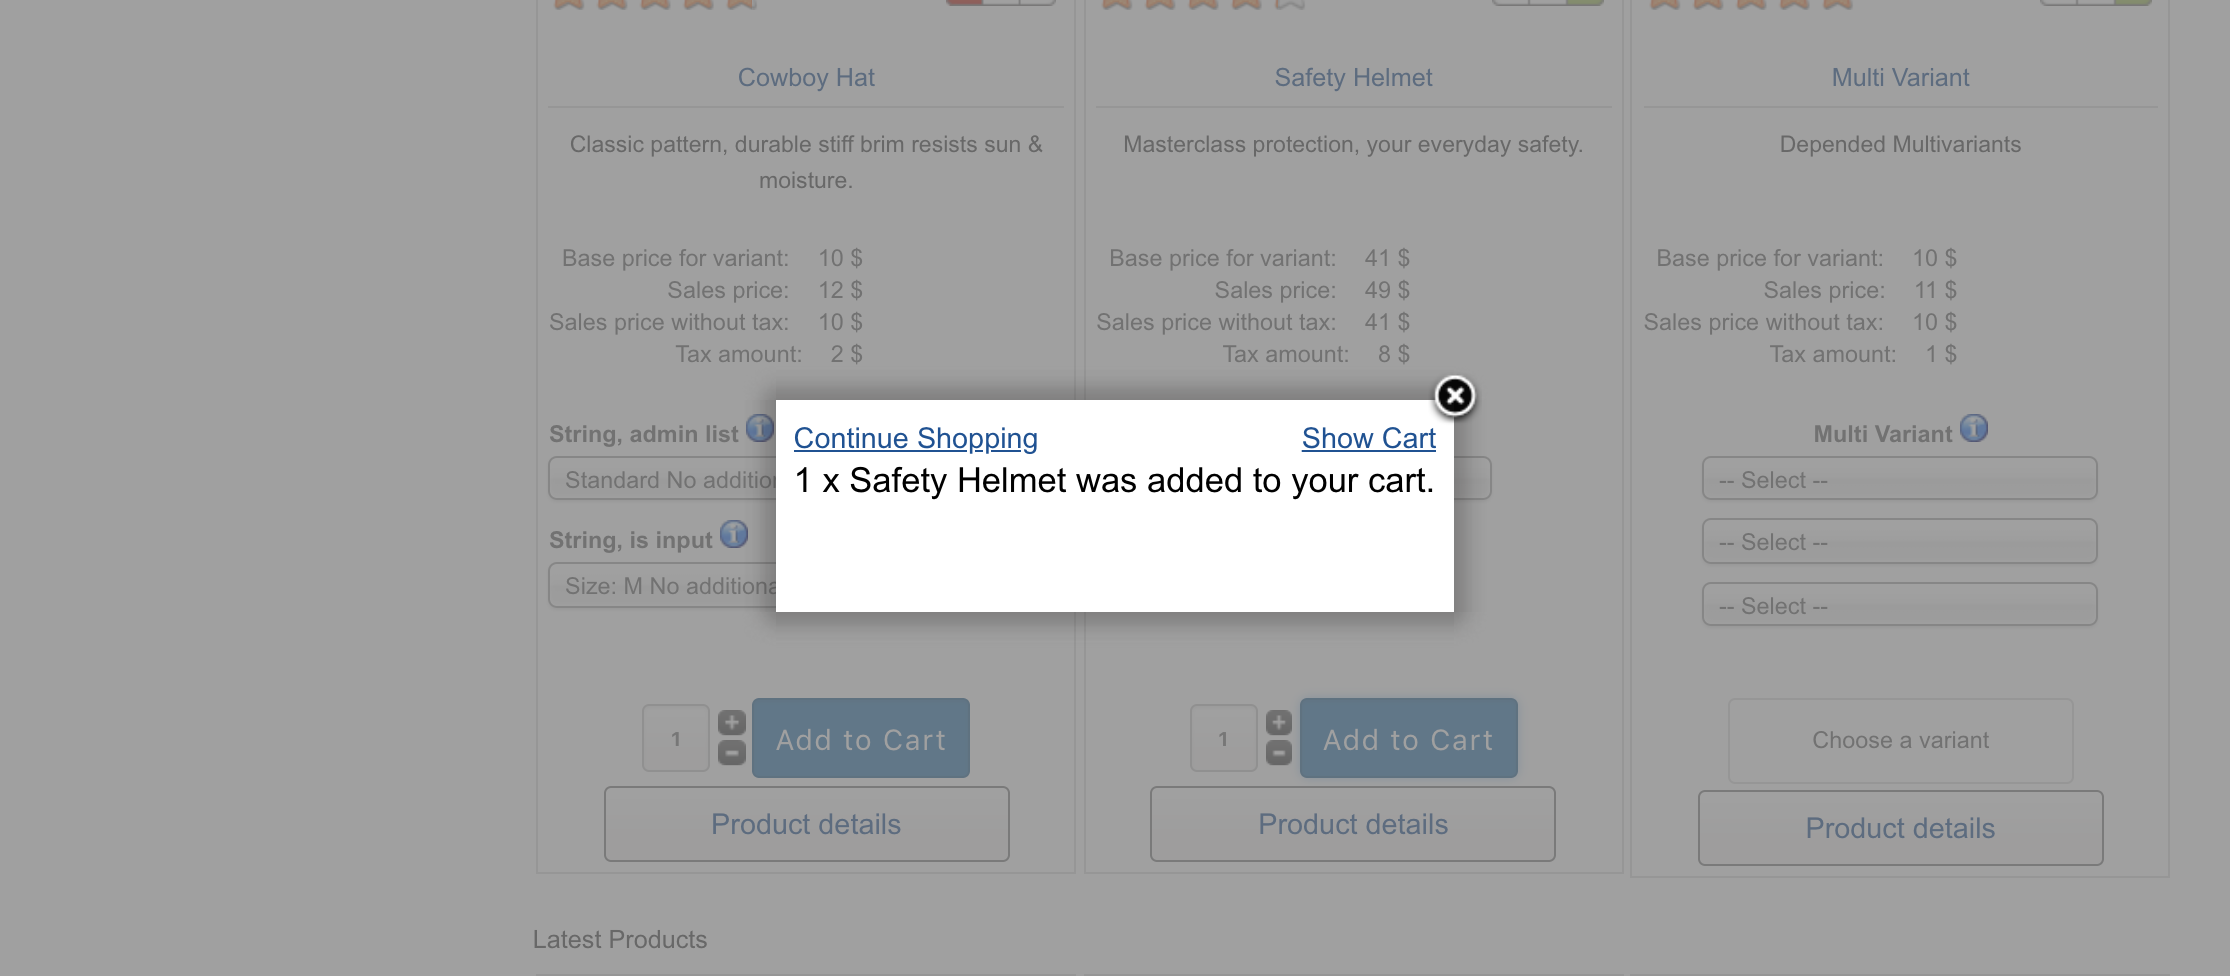 Cowboy Hat
Classic pattern, durable stiff brim resists sun &
moisture.
Base price for variant: 10 $
Sales price: 12 $
Sales price without tax: 10 $
Tax amount: 2 $
String, admin list
Standard No addition
String, is input
Size: M No additiona
1
Add to Cart
Product details
Safety Helmet
Masterclass protection, your everyday safety.
Base price for variant: 41 $
Sales price: 49 $
Sales price without tax: 41 $
Tax amount: 8 $
1
Add to Cart
Product details
Multi Variant
Depended Multivariants
Base price for variant: 10 $
Sales price: 11 $
Sales price without tax: 10 $
Tax amount: 1 $
Multi Variant
-- Select --
-- Select --
-- Select --
Choose a variant
Product details
Continue Shopping Show Cart
1 x Safety Helmet was added to your cart.
Latest Products